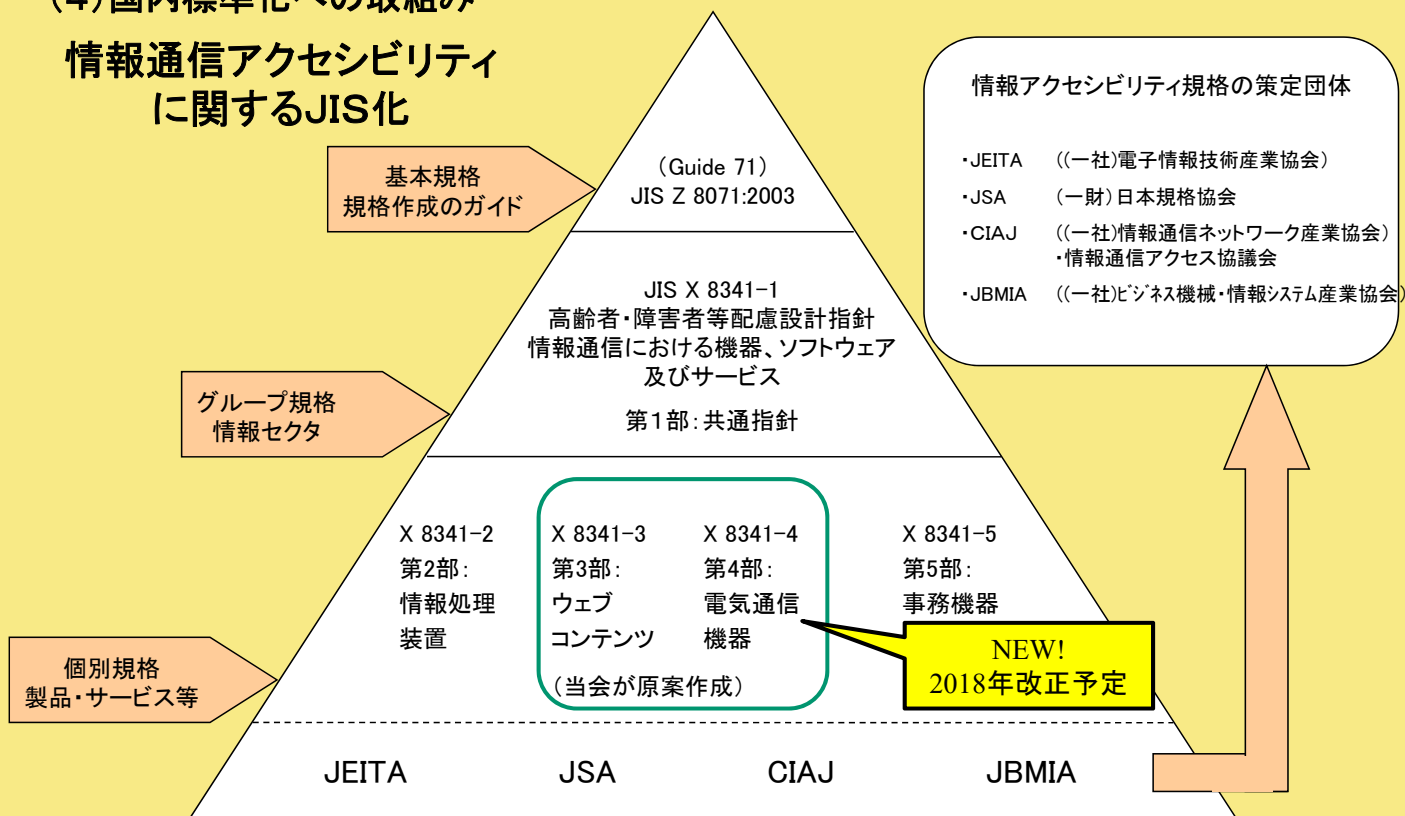 (4)国内標準化への取組み
情報通信アクセシビリティ
に関するJIS化
基本規格
規格作成のガイド
(Guide 71)
JIS Z 8071:2003
グループ規格
情報セクタ
JIS X 8341-1
高齢者・障害者等配慮設計指針
情報通信における機器、ソフトウェア
及びサービス
第1部:共通指針
個別規格
製品・サービス等
X 8341-2
第2部:
情報処理
装置
X 8341-3
第3部:
ウェブ
コンテンツ
X 8341-4
第4部:
電気通信
機器
(当会が原案作成)
X 8341-5
第5部:
事務機器
NEW!
2018年改正予定
JEITA
JSA
CIAJ
JBMIA
情報アクセシビリティ規格の策定団体
・JEITA ((一社)電子情報技術産業協会)
・JSA (一財)日本規格協会
・CIAJ ((一社)情報通信ネットワーク産業協会)
・情報通信アクセス協議会
・JBMIA ((一社)ビジネス機械・情報システム産業協会)